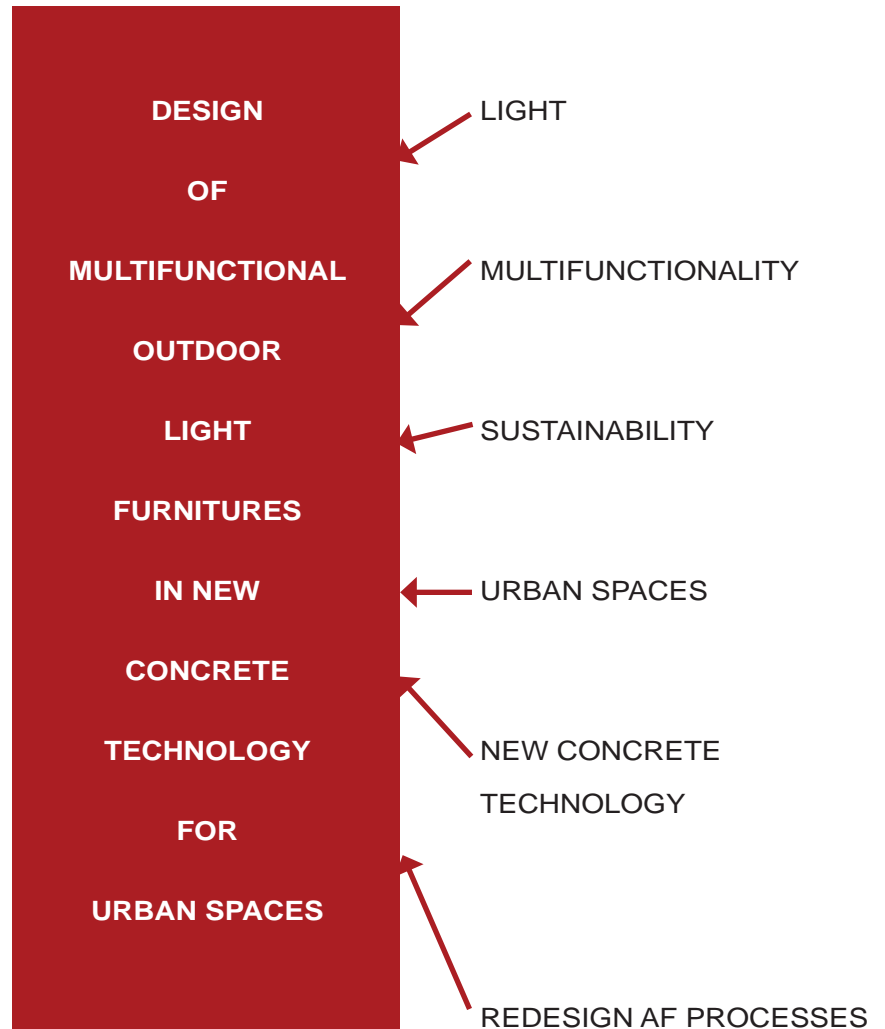 DESIGN
OF
MULTIFUNCTIONAL
OUTDOOR
LIGHT
FURNITURES
IN NEW
CONCRETE
TECHNOLOGY
FOR
URBAN SPACES
LIGHT
MULTIFUNCTIONALITY
SUSTAINABILITY
URBAN SPACES
NEW CONCRETE
TECHNOLOGY
REDESIGN AF PROCESSES